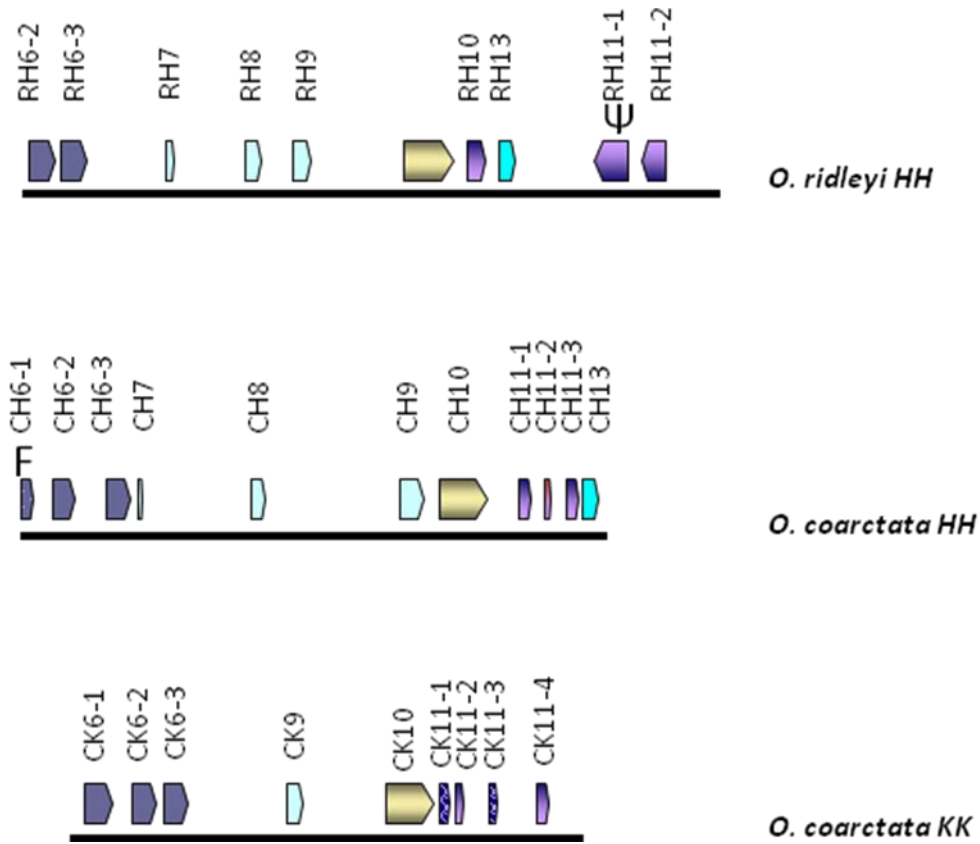 RH6-2 RH6-3 RH7 RH8 RH9 RH10 RH13 RH11-1 RH11-2
Ψ
O. ridleyi HH
CH6-1 CH6-2 CH6-3 CH7 CH8 CH9 CH10 CH11-1 CH11-2 CH11-3 CH13
F
O. coarctata HH
CK6-1 CK6-2 CK6-3 CK9 CK10 CK11-1 CK11-2 CK11-3 CK11-4
O. coarctata KK